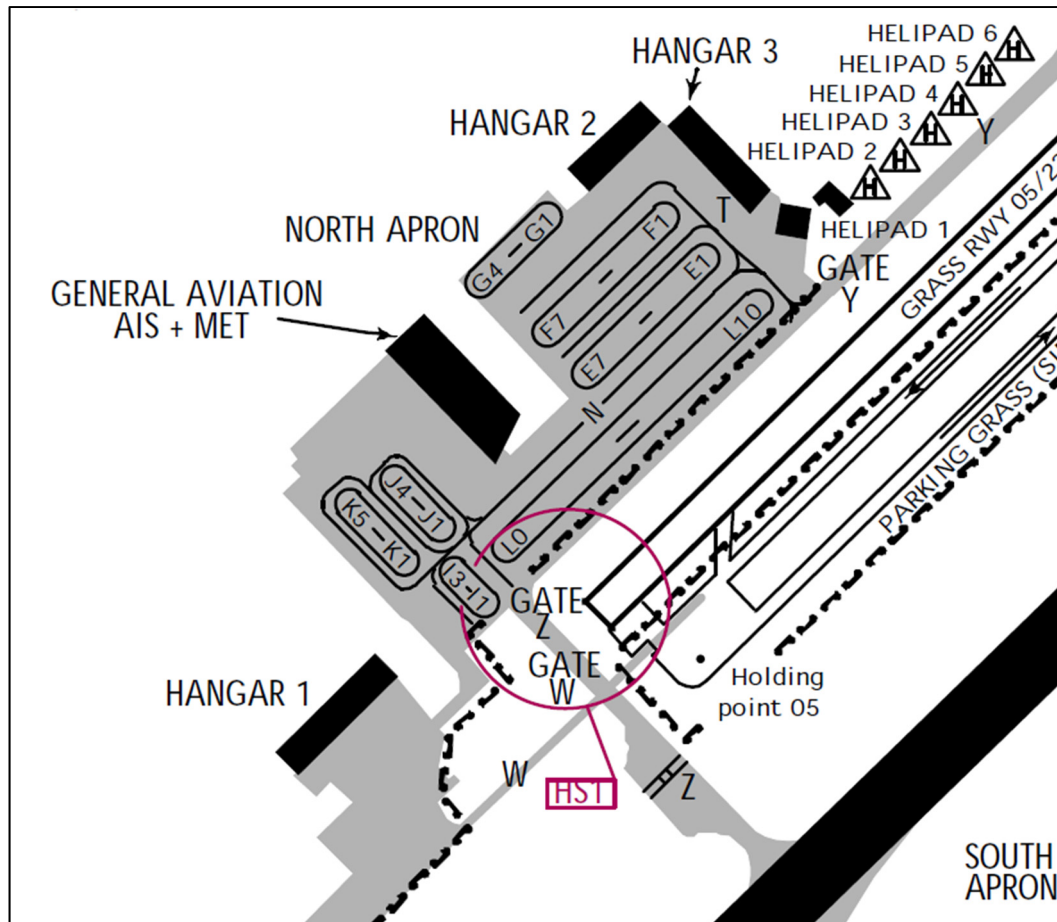 HELIPAD 6
HANGAR 3
HELIPAD 5
HELIPAD 4
HANGAR 2
HELIPAD 3
Y
HELIPAD 2
NORTH APRON
G4 – G1
F1
T
HELIPAD 1
GRASS RWY 05/23
E1
GATE
Y
GENERAL AVIATION
AIS + MET
F7
L10
E7
N
PARKING GRASS (SU
J4 – J1
K5 – K1
L0
I3-I1
GATE
Z
GATE
W
Holding
point 05
HANGAR 1
W
HS1
Z
SOUTH
APRON